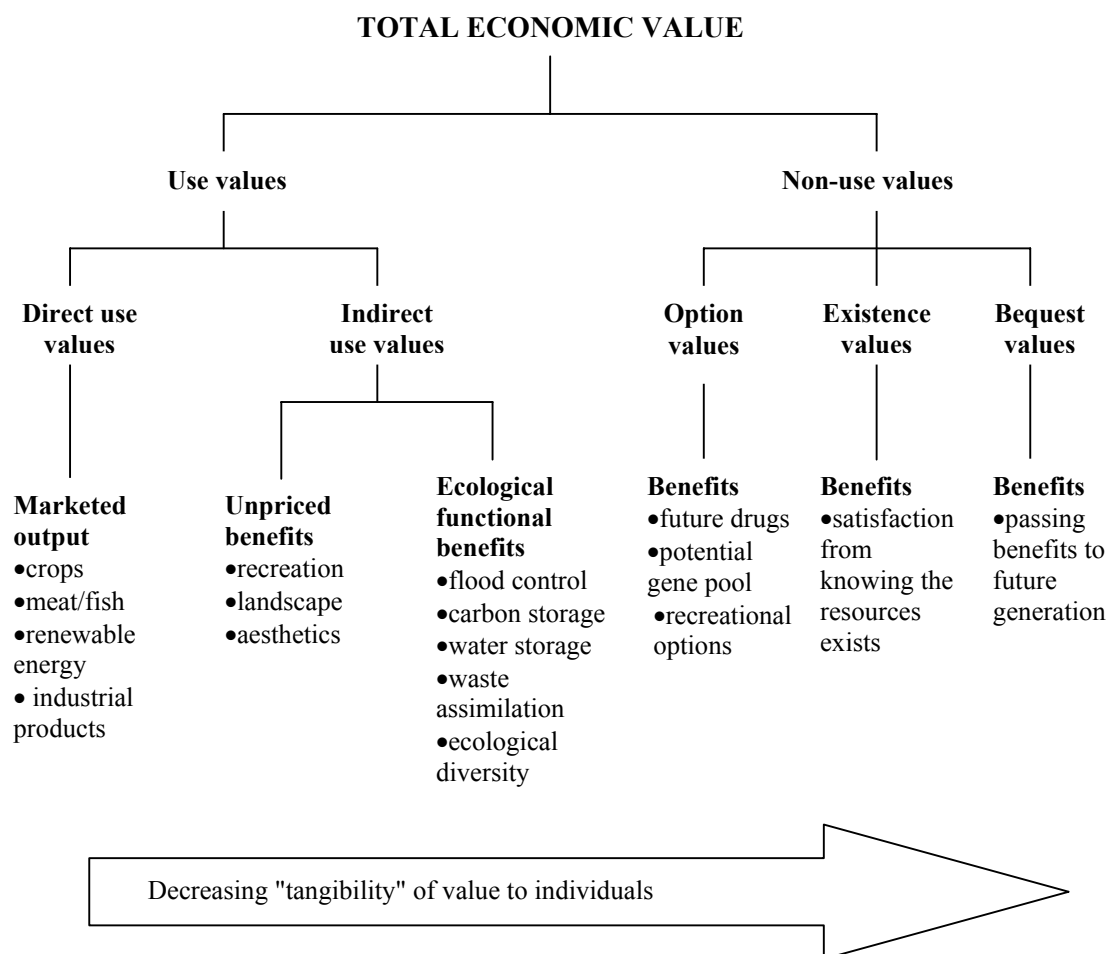 TOTAL ECONOMIC VALUE
Use values
Non-use values
Direct use
values
Indirect
use values
Option
values
Existence
values
Bequest
values
Marketed
output
•crops
•meat/fish
•renewable
energy
• industrial
products
Unpriced
benefits
•recreation
•landscape
•aesthetics
Ecological
functional
benefits
•flood control
•carbon storage
•water storage
•waste
assimilation
•ecological
diversity
Benefits
•future drugs
•potential
gene pool
•recreational
options
Benefits
•satisfaction
from
knowing the
resources
exists
Benefits
•passing
benefits to
future
generation
Decreasing "tangibility" of value to individuals